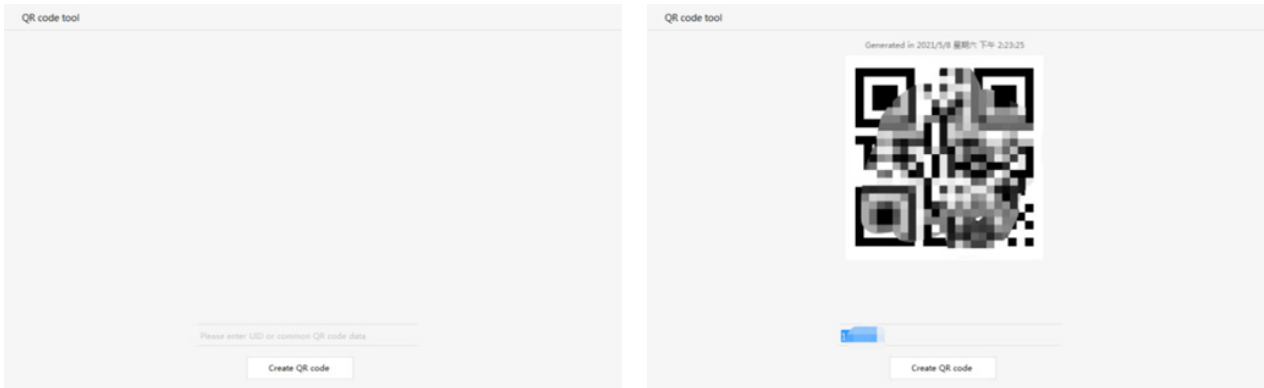 QR code tool
Please enter UID or common QR code data
Create QR code
QR code tool
Generated in 2021/5/8 星期六 下午 2:23:25
Create QR code